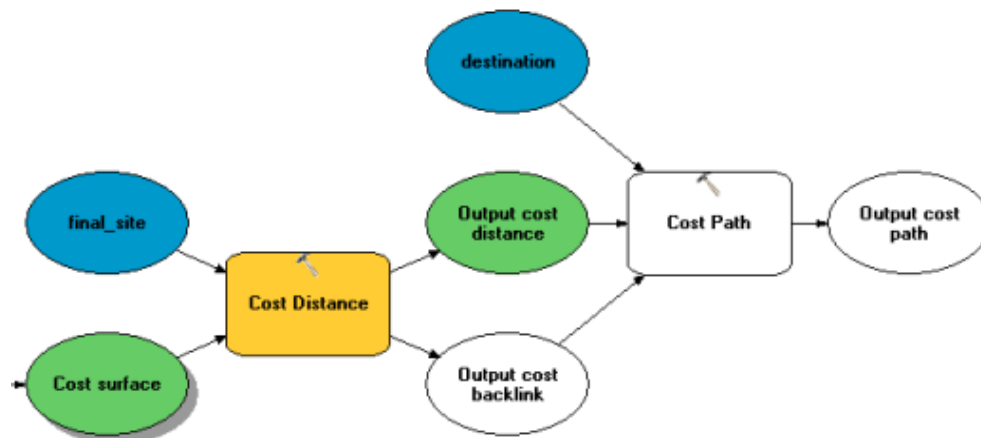 destination
final_site
Output cost
distance
Cost Path
Output cost
path
Cost Distance
Cost surface
Output cost
backlink